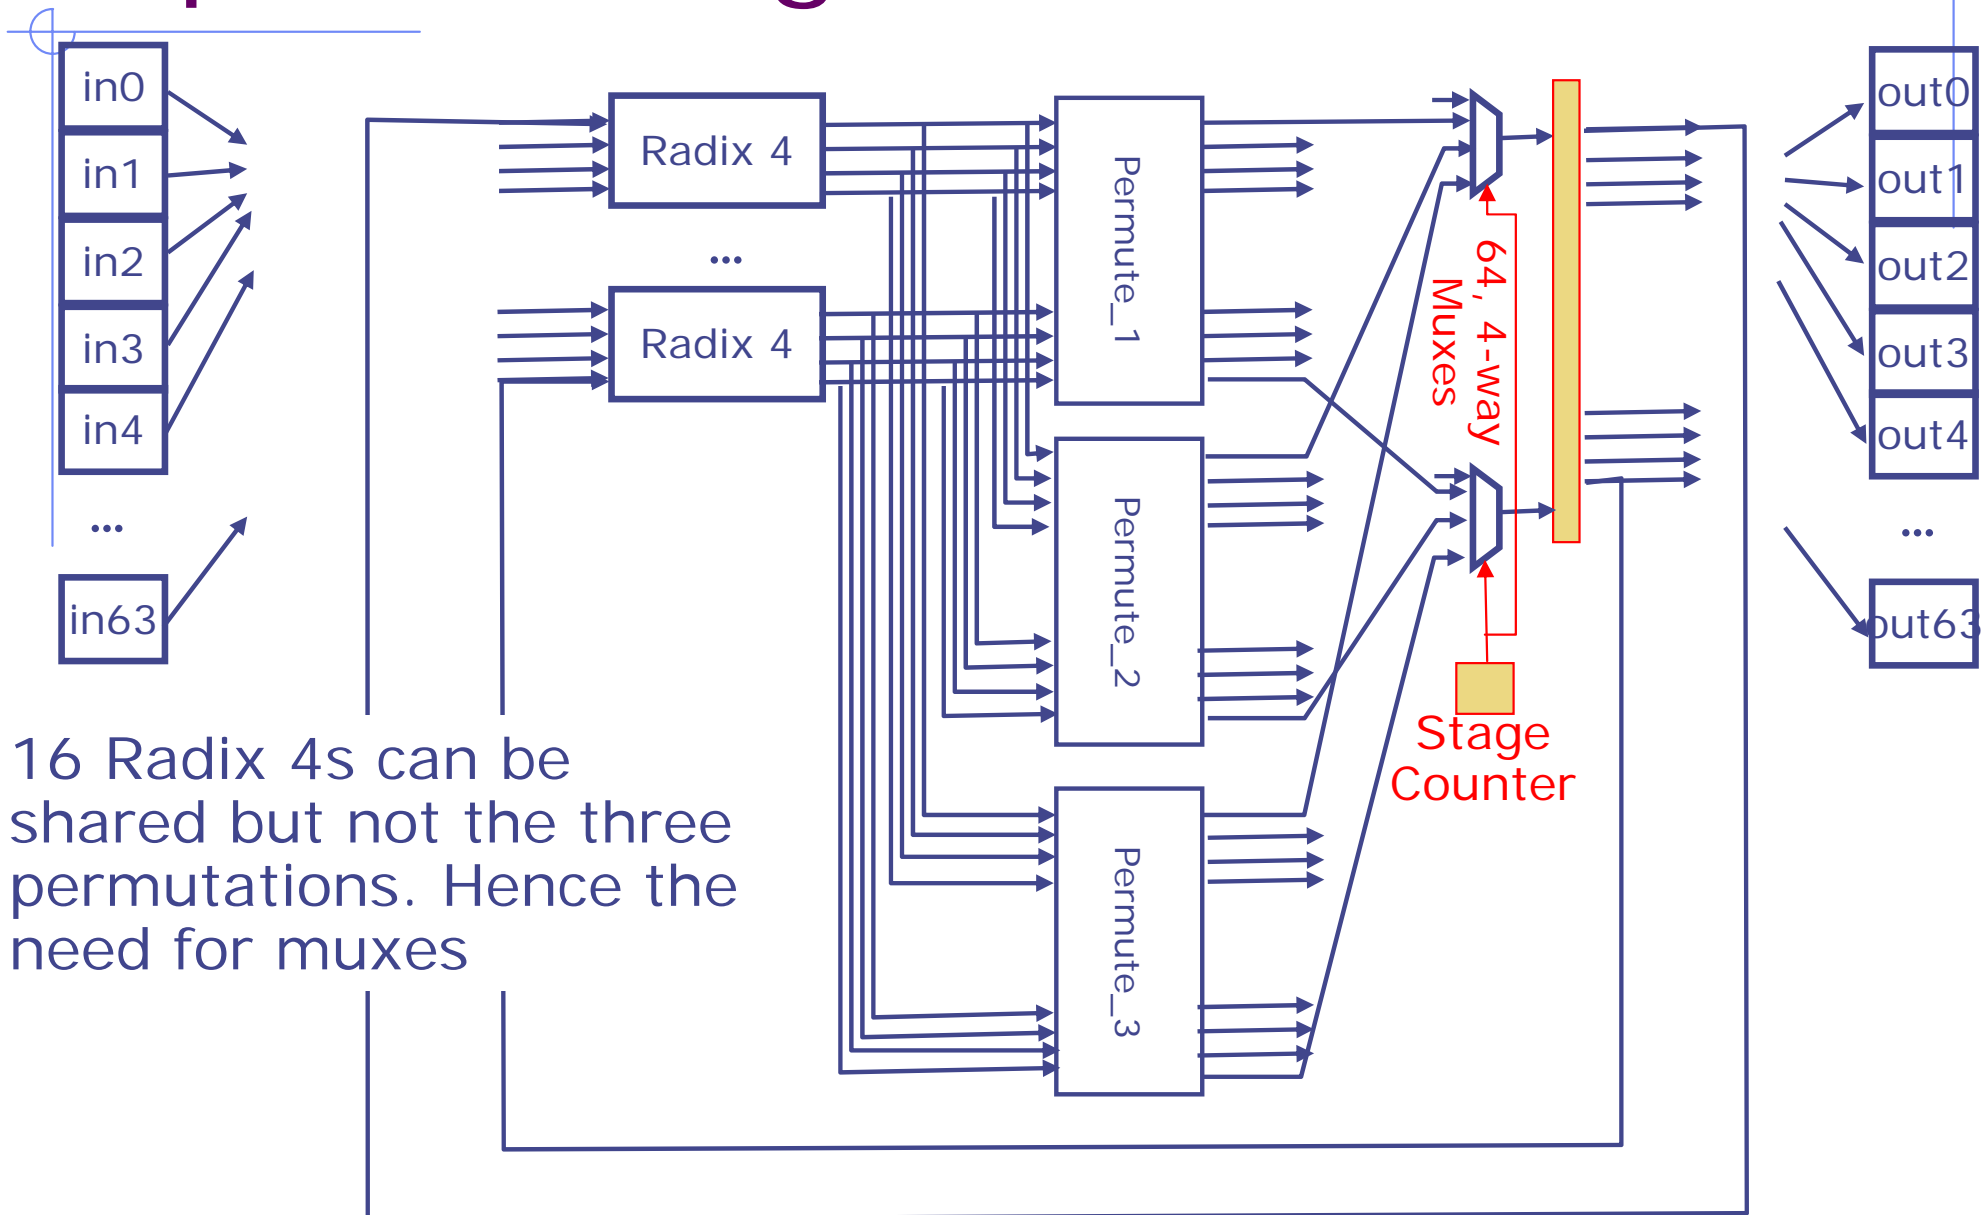 in0
in1
in2
in3
in4
...
in63
Radix 4
...
Radix 4
Permute_1
Permute_2
Permute_3
64, 4-way
Muxes
Stage
Counter
out0
out1
out2
out3
out4
...
out63
16 Radix 4s can be
shared but not the three
permutations. Hence the
need for muxes